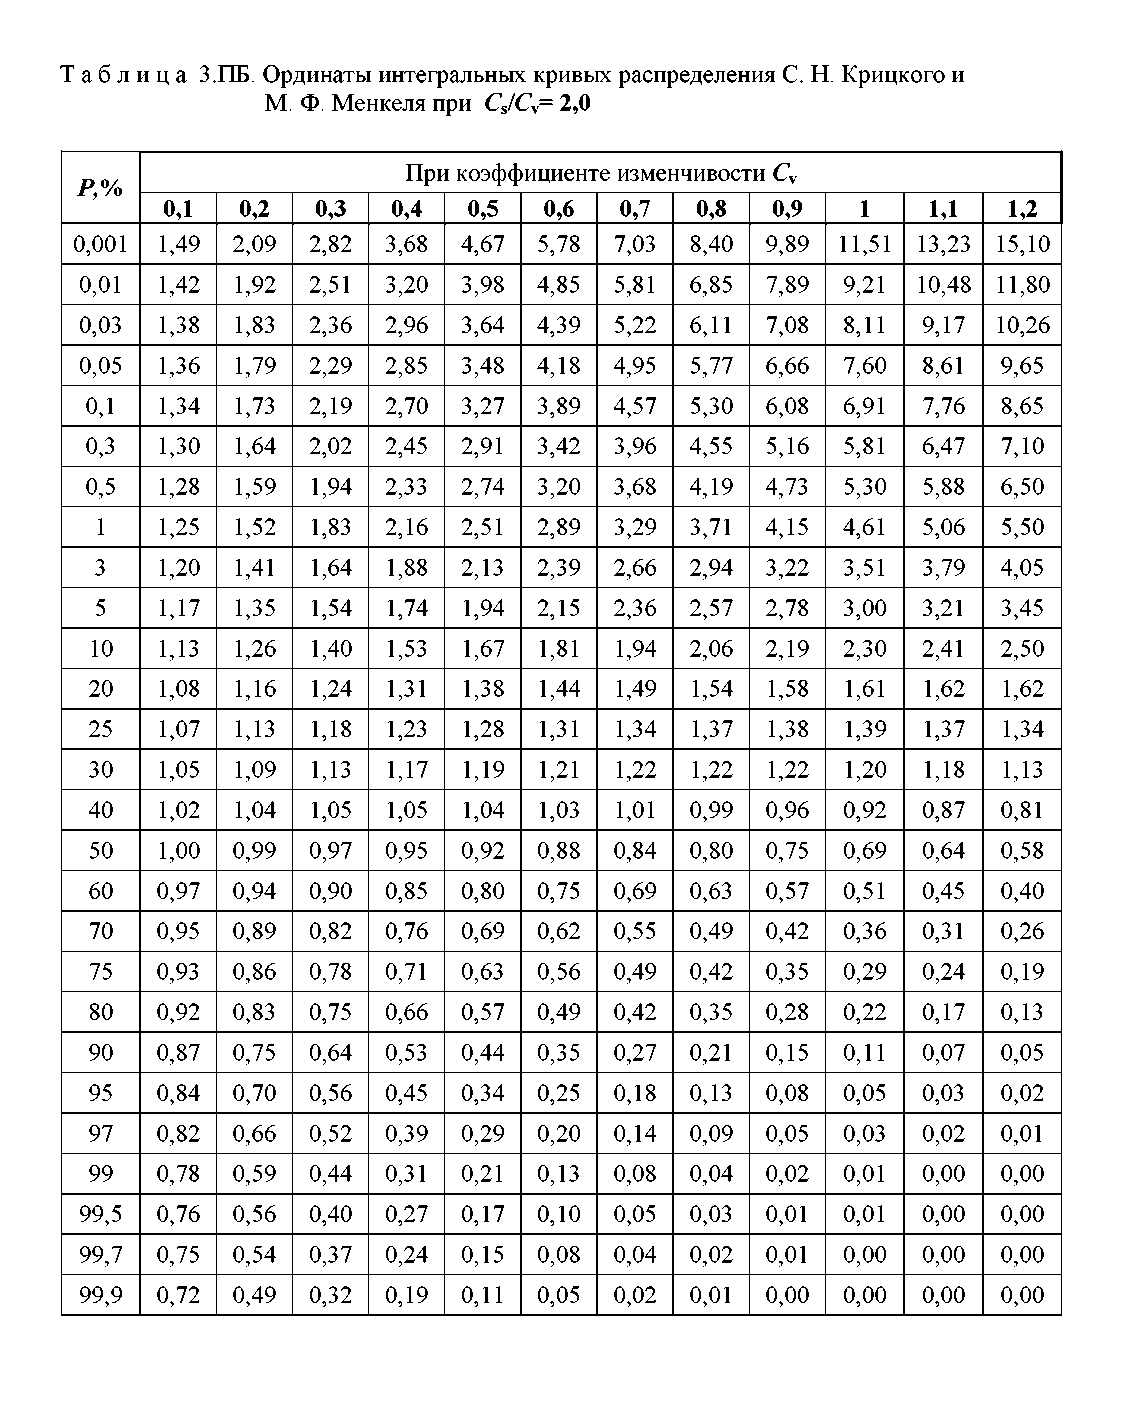 Таблица 3.ПБ. Ординаты интегральных кривых распределения С. Н. Крицкого и
М. Ф. Менкеля при Cs/Cv= 2,0
P,% При коэффициенте изменчивости Cv
0,1 0,2 0,3 0,4 0,5 0,6 0,7 0,8 0,9 1 1,1 1,2
0,001 1,49 2,09 2,82 3,68 4,67 5,78 7,03 8,40 9,89 11,51 13,23 15,10
0,01 1,42 1,92 2,51 3,20 3,98 4,85 5,81 6,85 7,89 9,21 10,48 11,80
0,03 1,38 1,83 2,36 2,96 3,64 4,39 5,22 6,11 7,08 8,11 9,17 10,26
0,05 1,36 1,79 2,29 2,85 3,48 4,18 4,95 5,77 6,66 7,60 8,61 9,65
0,1 1,34 1,73 2,19 2,70 3,27 3,89 4,57 5,30 6,08 6,91 7,76 8,65
0,3 1,30 1,64 2,02 2,45 2,91 3,42 3,96 4,55 5,16 5,81 6,47 7,10
0,5 1,28 1,59 1,94 2,33 2,74 3,20 3,68 4,19 4,73 5,30 5,88 6,50
1 1,25 1,52 1,83 2,16 2,51 2,89 3,29 3,71 4,15 4,61 5,06 5,50
3 1,20 1,41 1,64 1,88 2,13 2,39 2,66 2,94 3,22 3,51 3,79 4,05
5 1,17 1,35 1,54 1,74 1,94 2,15 2,36 2,57 2,78 3,00 3,21 3,45
10 1,13 1,26 1,40 1,53 1,67 1,81 1,94 2,06 2,19 2,30 2,41 2,50
20 1,08 1,16 1,24 1,31 1,38 1,44 1,49 1,54 1,58 1,61 1,62 1,62
25 1,07 1,13 1,18 1,23 1,28 1,31 1,34 1,37 1,38 1,39 1,37 1,34
30 1,05 1,09 1,13 1,17 1,19 1,21 1,22 1,22 1,22 1,20 1,18 1,13
40 1,02 1,04 1,05 1,05 1,04 1,03 1,01 0,99 0,96 0,92 0,87 0,81
50 1,00 0,99 0,97 0,95 0,92 0,88 0,84 0,80 0,75 0,69 0,64 0,58
60 0,97 0,94 0,90 0,85 0,80 0,75 0,69 0,63 0,57 0,51 0,45 0,40
70 0,95 0,89 0,82 0,76 0,69 0,62 0,55 0,49 0,42 0,36 0,31 0,26
75 0,93 0,86 0,78 0,71 0,63 0,56 0,49 0,42 0,35 0,29 0,24 0,19
80 0,92 0,83 0,75 0,66 0,57 0,49 0,42 0,35 0,28 0,22 0,17 0,13
90 0,87 0,75 0,64 0,53 0,44 0,35 0,27 0,21 0,15 0,11 0,07 0,05
95 0,84 0,70 0,56 0,45 0,34 0,25 0,18 0,13 0,08 0,05 0,03 0,02
97 0,82 0,66 0,52 0,39 0,29 0,20 0,14 0,09 0,05 0,03 0,02 0,01
99 0,78 0,59 0,44 0,31 0,21 0,13 0,08 0,04 0,02 0,01 0,00 0,00
99,5 0,76 0,56 0,40 0,27 0,17 0,10 0,05 0,03 0,01 0,01 0,00 0,00
99,7 0,75 0,54 0,37 0,24 0,15 0,08 0,04 0,02 0,01 0,00 0,00 0,00
99,9 0,72 0,49 0,32 0,19 0,11 0,05 0,02 0,01 0,00 0,00 0,00 0,00